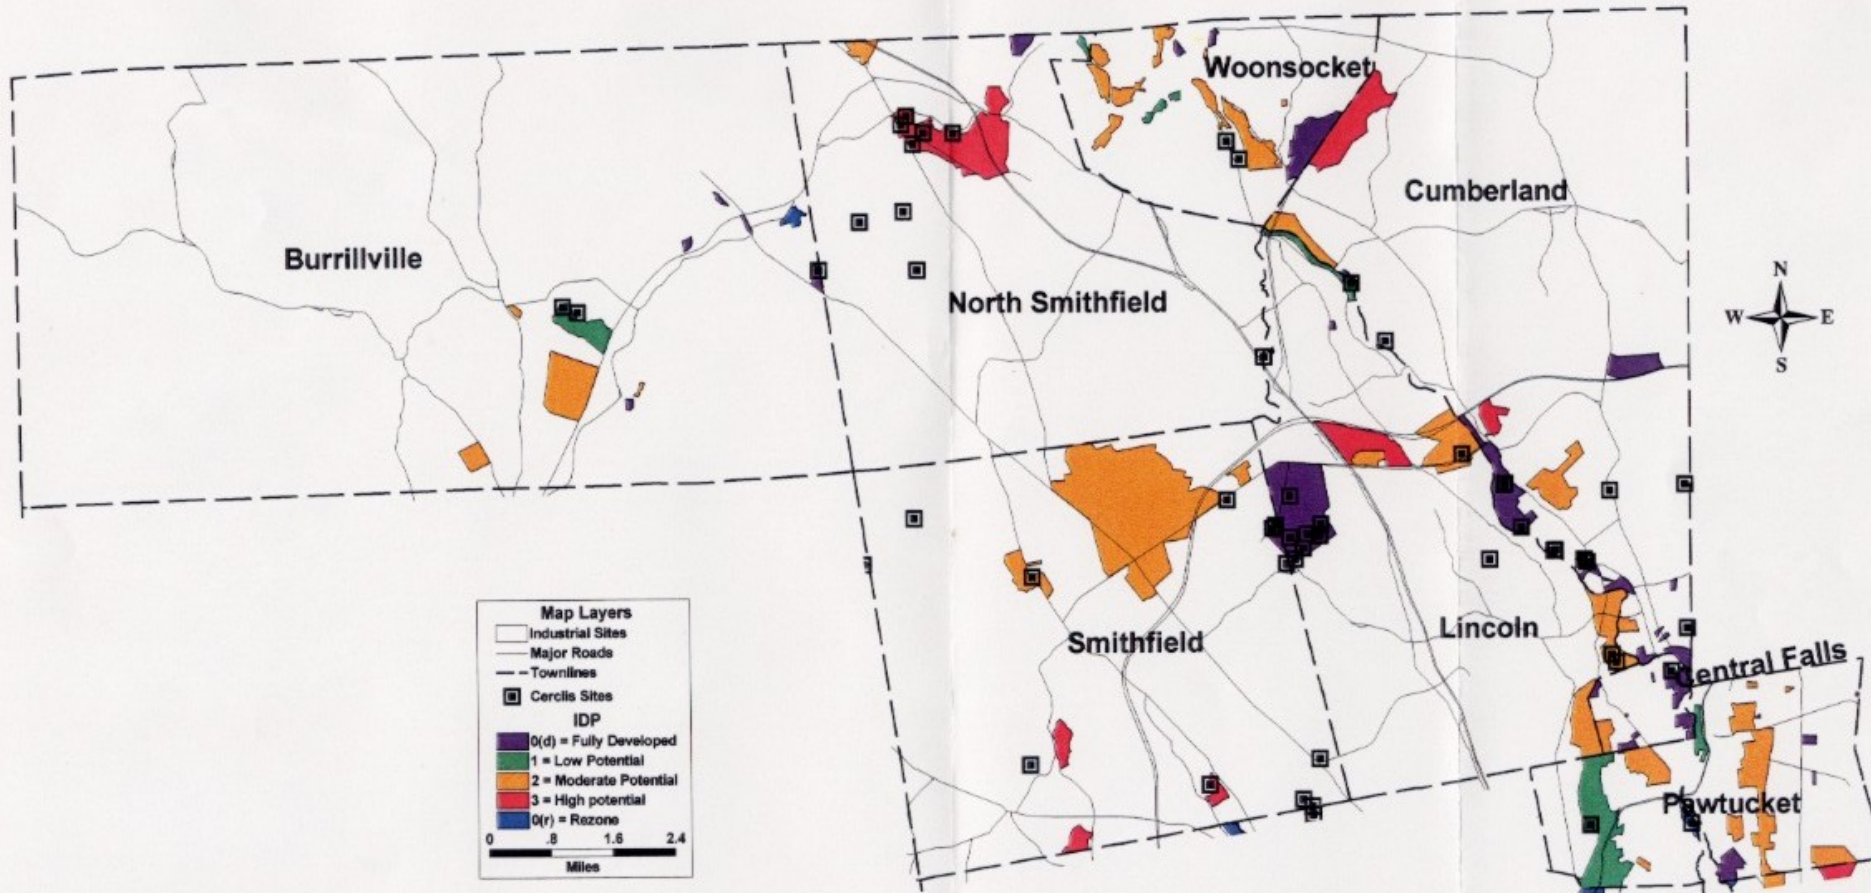 Woonsocket
Cumberland
Burrillville
North Smithfield
N
W E
S
Smithfield
Lincoln
Central Falls
Pawtucket
Map Layers
Industrial Sites
Major Roads
Townlines
Cerclis Sites
IDP
0(d) = Fully Developed
1 = Low Potential
2 = Moderate Potential
3 = High potential
0(r) = Rezone
0 .8 1.6 2.4
Miles